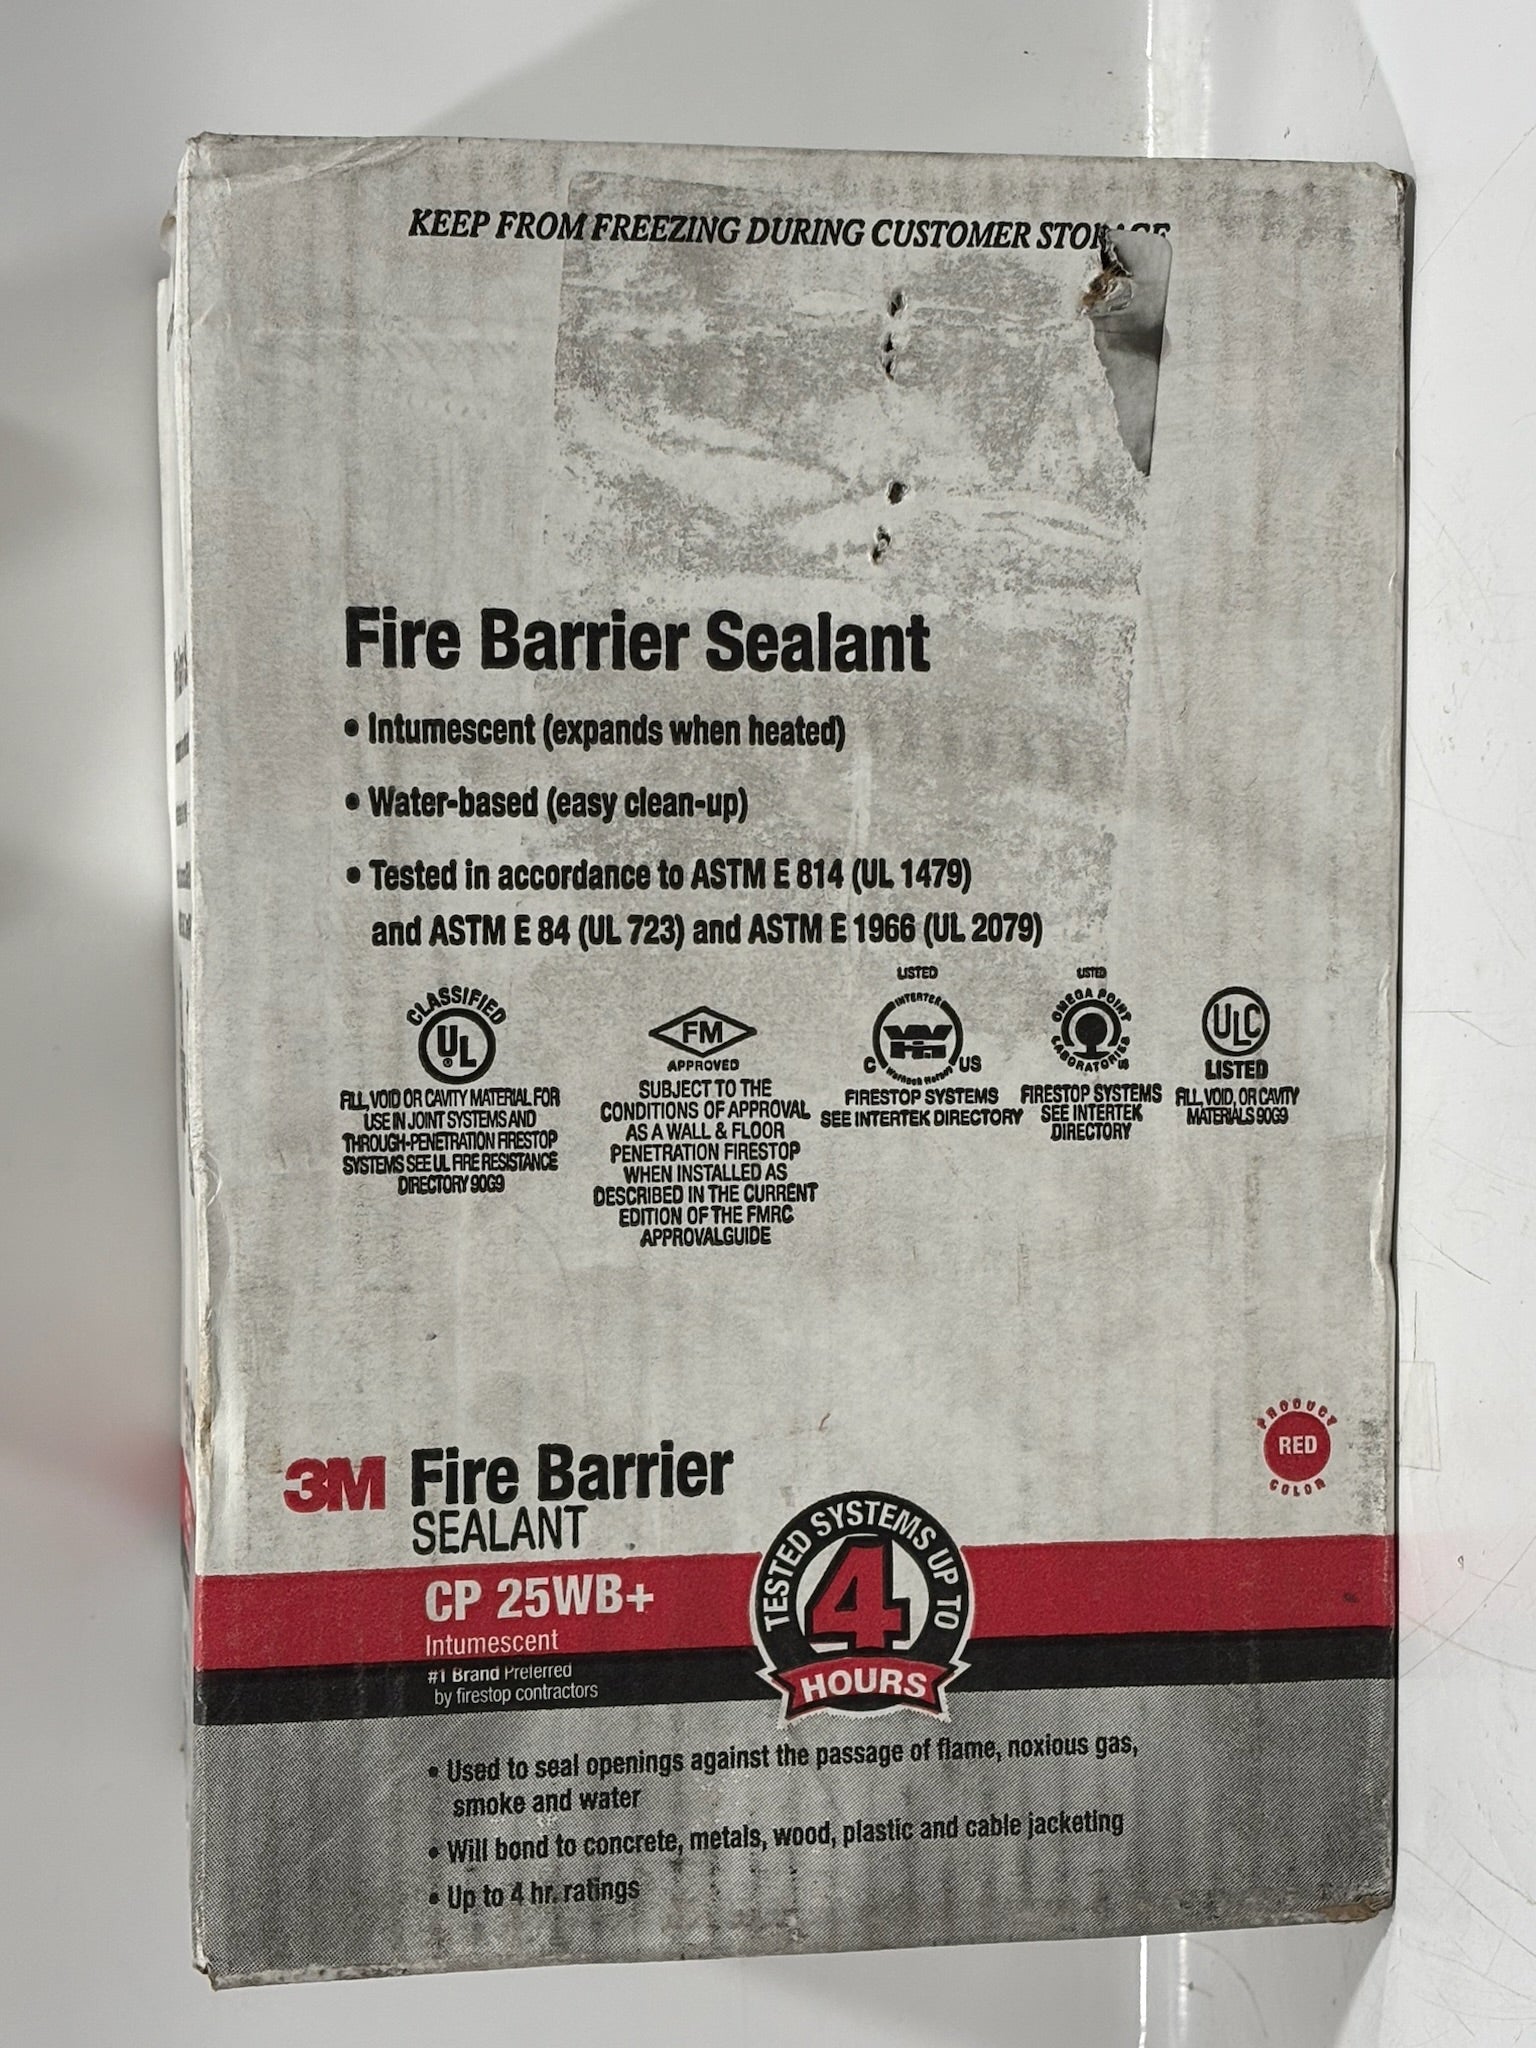 KEEP FROM FREEZING DURING CUSTOMER
Fire Barrier Sealant
• Intumescent (expands when heated)
• Water-based (easy clean-up)
• Tested in accordance to ASTM E 814 (UL 1479)
and ASTM E 84 (UL 723) and ASTM E 1966 (UL 2079)
CLASSIFIED
UL
®
FILL, VOID OR CAVITY MATERIAL FOR
USE IN JOINT SYSTEMS AND
THROUGH-PENETRATION FIRESTOP
SYSTEMS SEE UL FIRE RESISTANCE
DIRECTORY 90G9
FM
APPROVED
SUBJECT TO THE
CONDITIONS OF APPROVAL
AS A WALL & FLOOR
PENETRATION FIRESTOP
WHEN INSTALLED AS
DESCRIBED IN THE CURRENT
EDITION OF THE FMRC
APPROVALGUIDE
LISTED
INTERTEK
WH
C US
Warnock Hersey
FIRESTOP SYSTEMS
SEE INTERTEK DIRECTORY
LISTED
OMEGA POINT
LABORATORIES
FIRESTOP SYSTEMS
SEE INTERTEK
DIRECTORY
ULC
LISTED
FILL, VOID, OR CAVITY
MATERIALS 90G9
PRODUCT
RED
COLOR
3M Fire Barrier
SEALANT
CP 25WB+
Intumescent
#1 Brand Preferred
by firestop contractors
TESTED SYSTEMS UP TO
4
HOURS
• Used to seal openings against the passage of flame, noxious gas,
smoke and water
• Will bond to concrete, metals, wood, plastic and cable jacketing
• Up to 4 hr. ratings